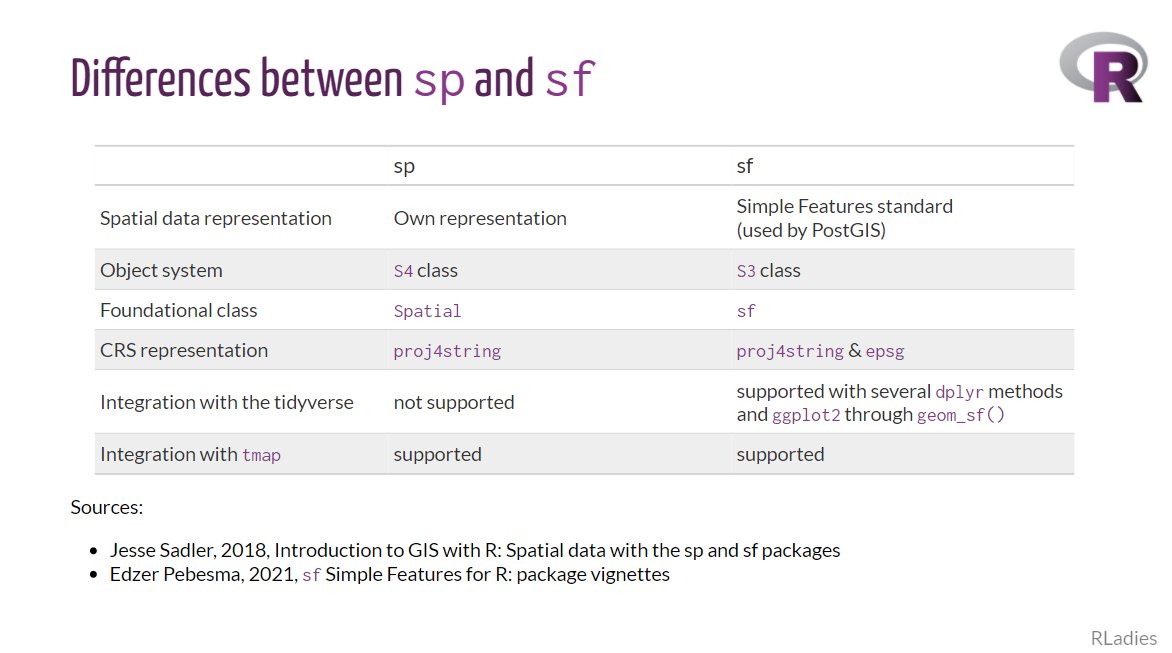 Differences between sp and sf
R
sp sf
Spatial data representation Own representation Simple Features standard
(used by PostGIS)
Object system S4 class S3 class
Foundational class Spatial sf
CRS representation proj4string proj4string & epsg
Integration with the tidyverse not supported supported with several dplyr methods
and ggplot2 through geom_sf()
Integration with tmap supported supported
Sources:
• Jesse Sadler, 2018, Introduction to GIS with R: Spatial data with the sp and sf packages
• Edzer Pebesma, 2021, sf Simple Features for R: package vignettes
RLadies